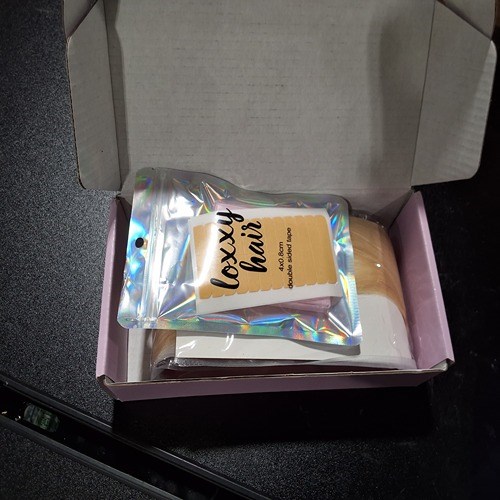 loxxy
hair
4x0.8cm
double sided tape